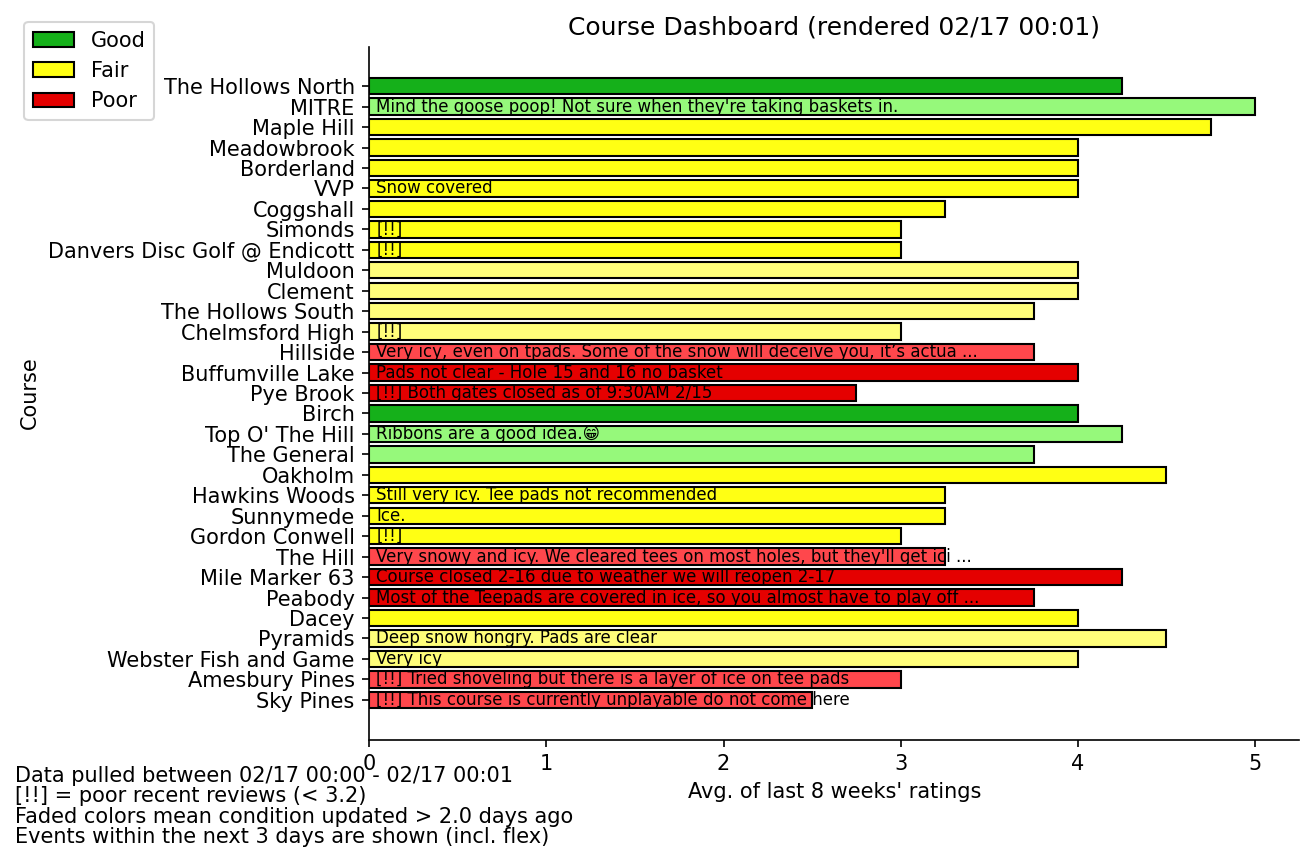 Course Dashboard (rendered 02/17 00:01)
Good
Fair
Poor
The Hollows North
MITRE Mind the goose poop! Not sure when they're taking baskets in.
Maple Hill
Meadowbrook
Borderland
VVP Snow covered
Coggshall
Simonds [!!]
Danvers Disc Golf @ Endicott [!!]
Muldoon
Clement
The Hollows South
Chelmsford High [!!]
Hillside Very icy, even on tpads. Some of the snow will deceive you, it’s actua ...
Buffumville Lake Pads not clear - Hole 15 and 16 no basket
Pye Brook [!!] Both gates closed as of 9:30AM 2/15
Birch
Top O' The Hill Ribbons are a good idea.😁
The General
Oakholm
Hawkins Woods Still very icy. Tee pads not recommended
Sunnymede Ice.
Gordon Conwell [!!]
The Hill Very snowy and icy. We cleared tees on most holes, but they'll get ici ...
Mile Marker 63 Course closed 2-16 due to weather we will reopen 2-17
Peabody Most of the Teepads are covered in ice, so you almost have to play off ...
Dacey
Pyramids Deep snow hongry. Pads are clear
Webster Fish and Game Very icy
Amesbury Pines [!!] Tried shoveling but there is a layer of ice on tee pads
Sky Pines [!!] This course is currently unplayable do not come here
Course
0 1 2 3 4 5
Avg. of last 8 weeks' ratings
Data pulled between 02/17 00:00 - 02/17 00:01
[!!] = poor recent reviews (< 3.2)
Faded colors mean condition updated > 2.0 days ago
Events within the next 3 days are shown (incl. flex)